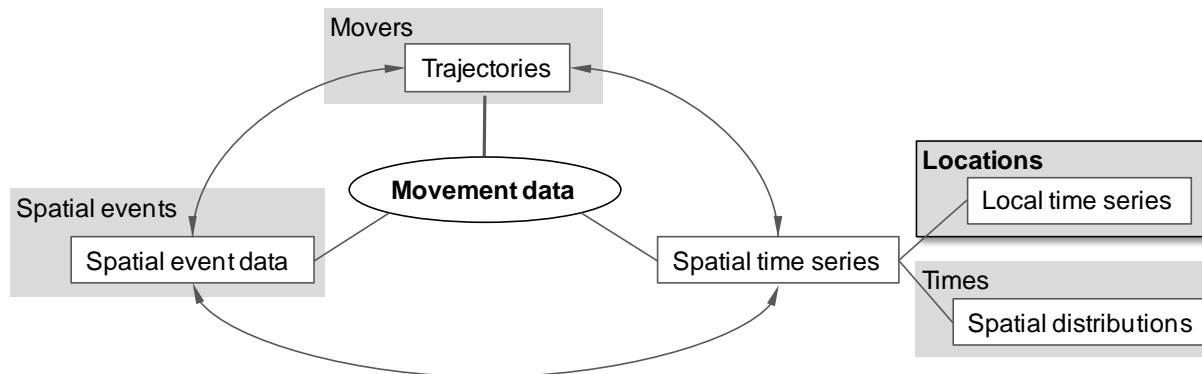 Movers
Trajectories
Movement data
Locations
Local time series
Spatial events
Spatial event data
Spatial time series
Times
Spatial distributions